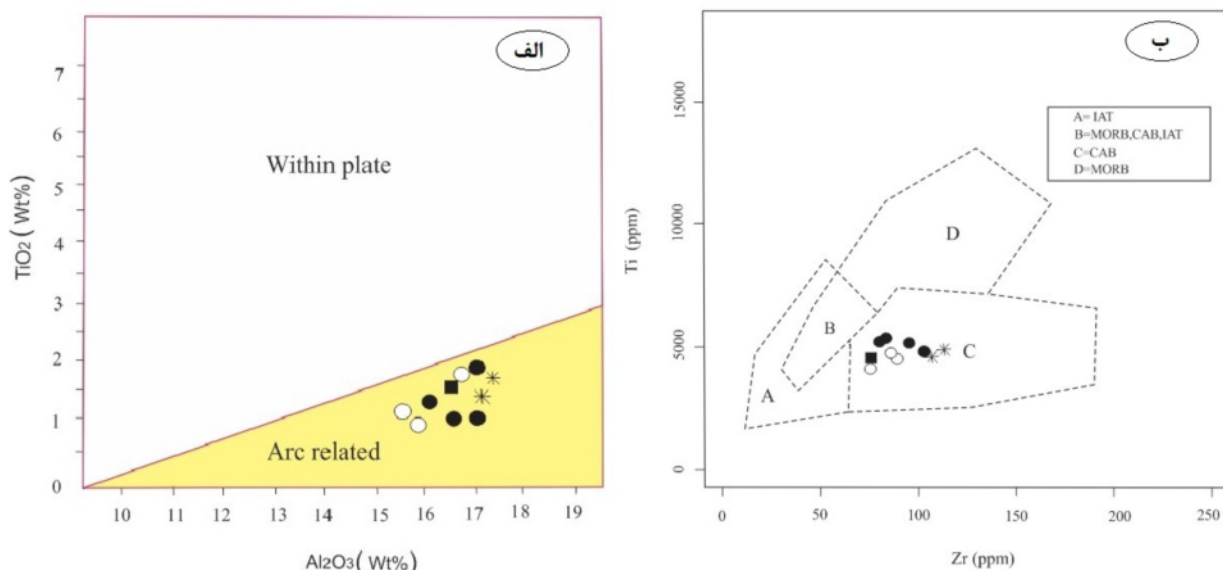 الف
7
6
5
4
3
2
1
0
TiO2 ( Wt%)
Within plate
Arc related
10 11 12 13 14 15 16 17 18 19
Al2O3( Wt%)
ب
A= IAT
B=MORB,CAB,IAT
C=CAB
D=MORB
15000
10000
5000
0
Ti (ppm)
D
B
C
A
0 50 100 150 200 250
Zr (ppm)